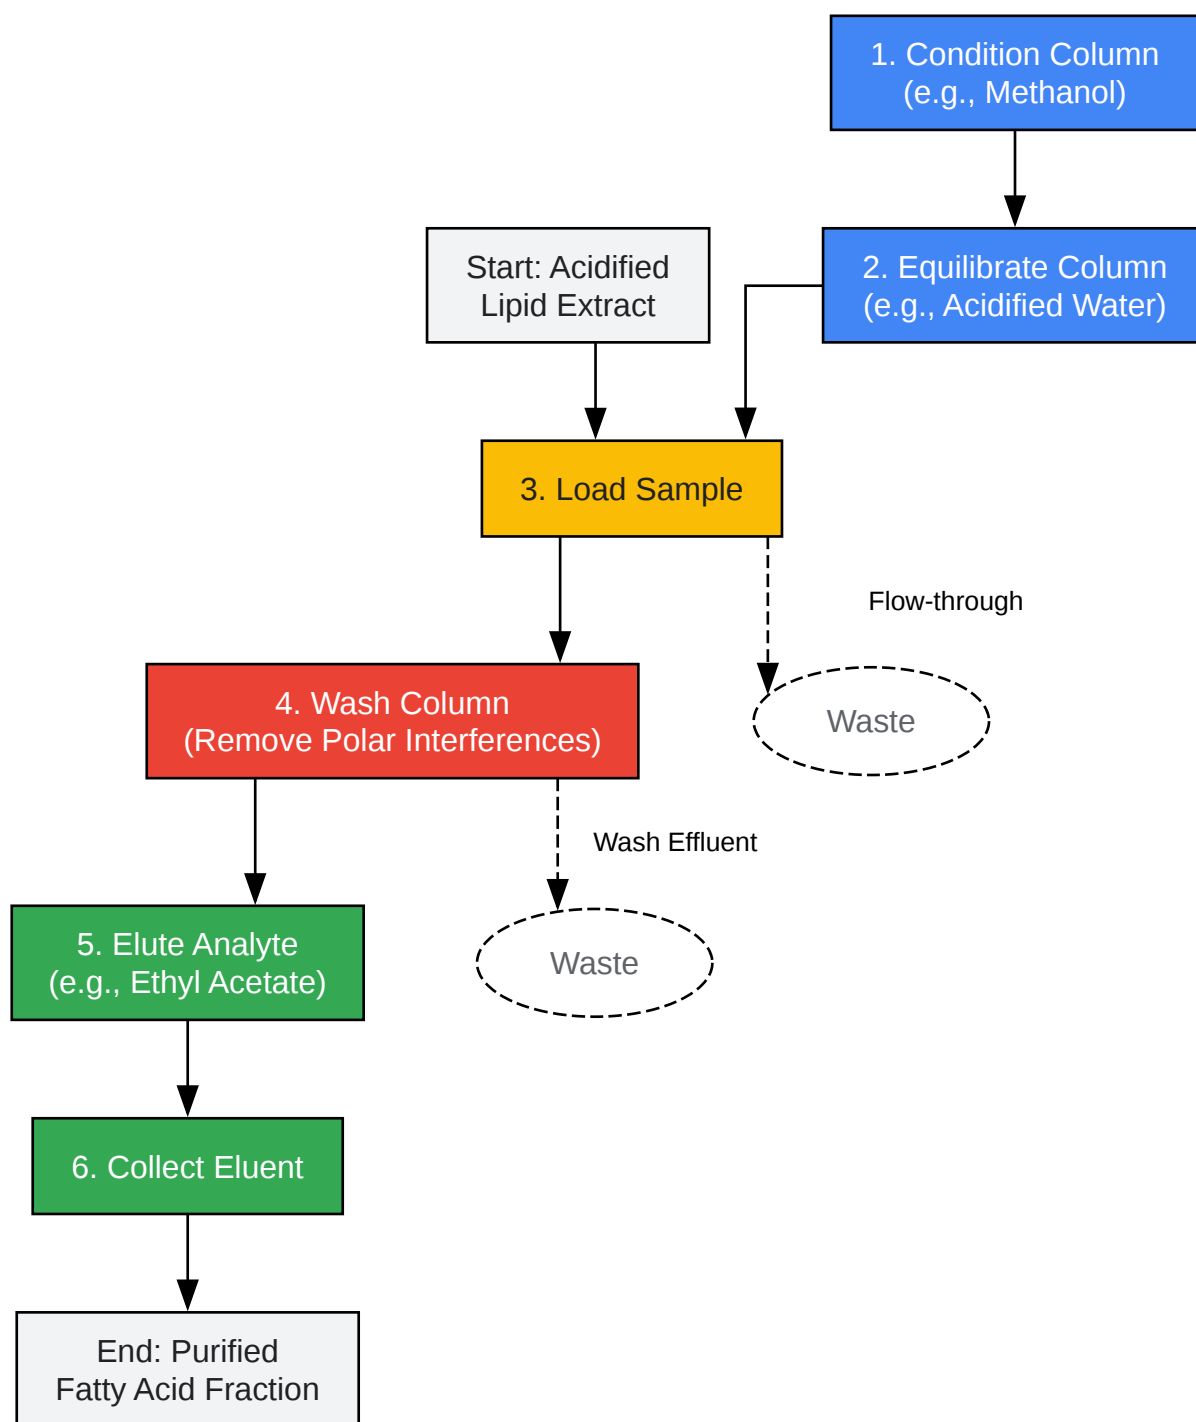 1. Condition Column
(e.g., Methanol)
Start: Acidified
Lipid Extract
2. Equilibrate Column
(e.g., Acidified Water)
3. Load Sample
Flow-through
4. Wash Column
(Remove Polar Interferences)
Waste
Wash Effluent
5. Elute Analyte
(e.g., Ethyl Acetate)
Waste
6. Collect Eluent
End: Purified
Fatty Acid Fraction